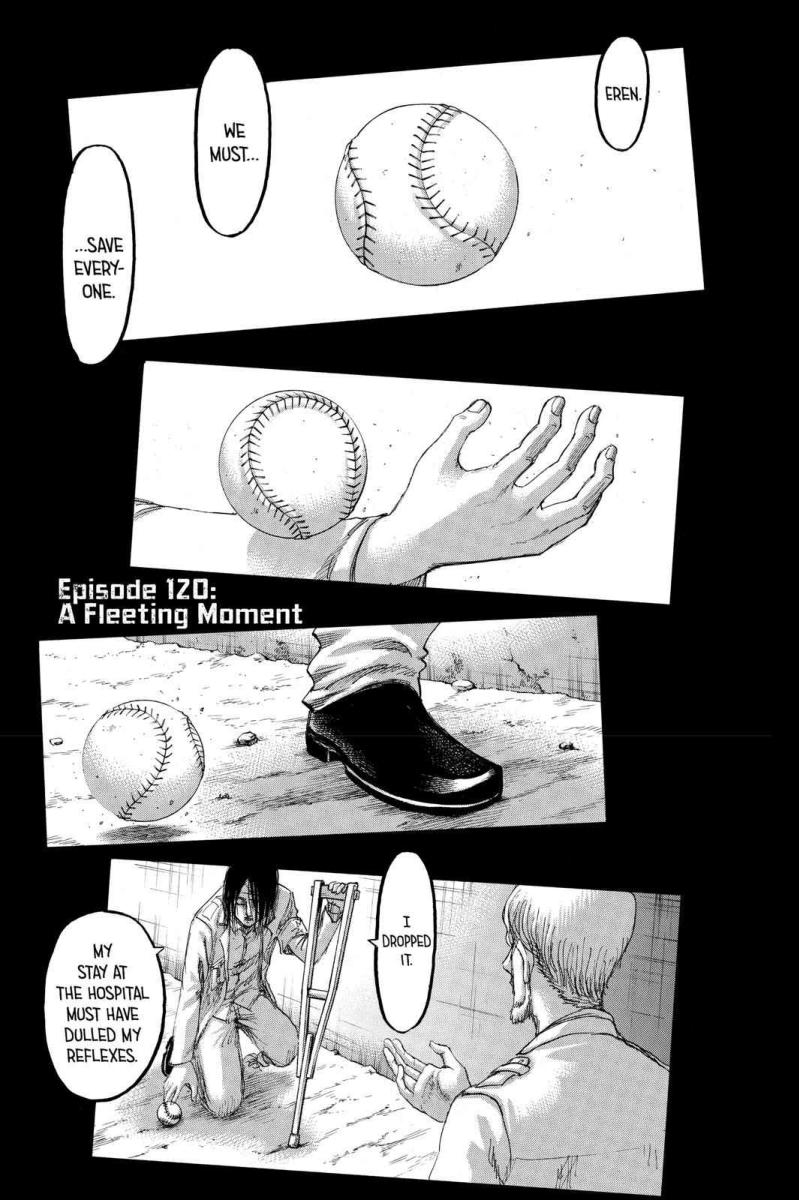 EREN.
WE
MUST...
...SAVE
EVERY-
ONE.
Episode 120:
A Fleeting Moment
I
DROPPED
IT.
MY
STAY AT
THE HOSPITAL
MUST HAVE
DULLED MY
REFLEXES.